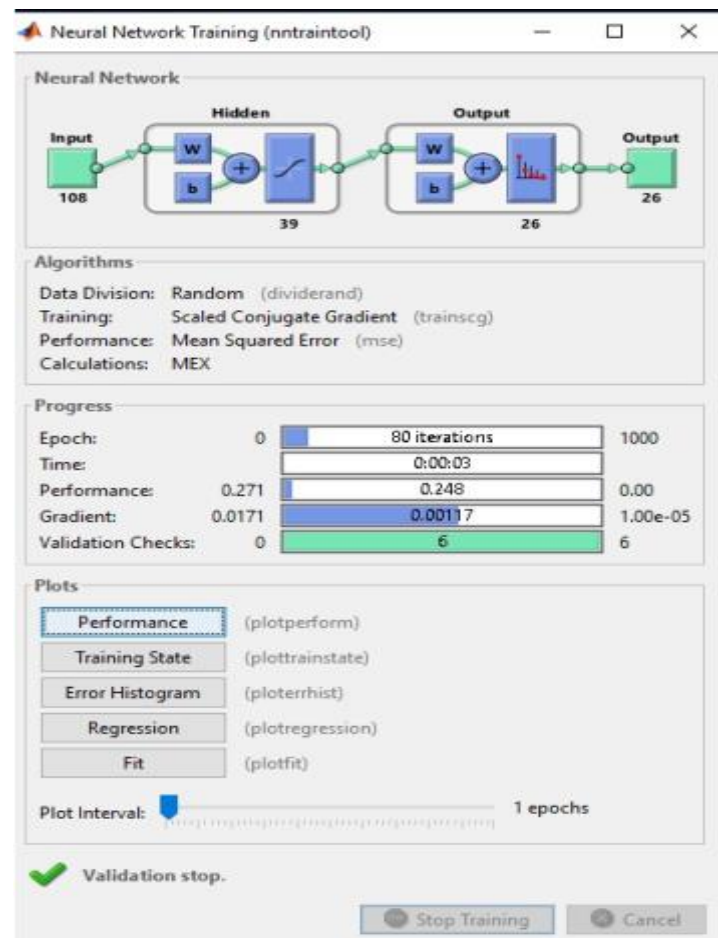 Neural Network Training (nntraintool)
Neural Network
Hidden Output
Input Output
W W
b b
108 39 26 26
Algorithms
Data Division: Random (dividerand)
Training: Scaled Conjugate Gradient (trainscg)
Performance: Mean Squared Error (mse)
Calculations: MEX
Progress
Epoch: 0 80 iterations 1000
Time: 0:00:03
Performance: 0.271 0.248 0.00
Gradient: 0.0171 0.00117 1.00e-05
Validation Checks: 0 6 6
Plots
Performance (plotperform)
Training State (plottrainstate)
Error Histogram (ploterrhist)
Regression (plotregression)
Fit (plotfit)
Plot Interval: 1 epochs
Validation stop.
Stop Training Cancel